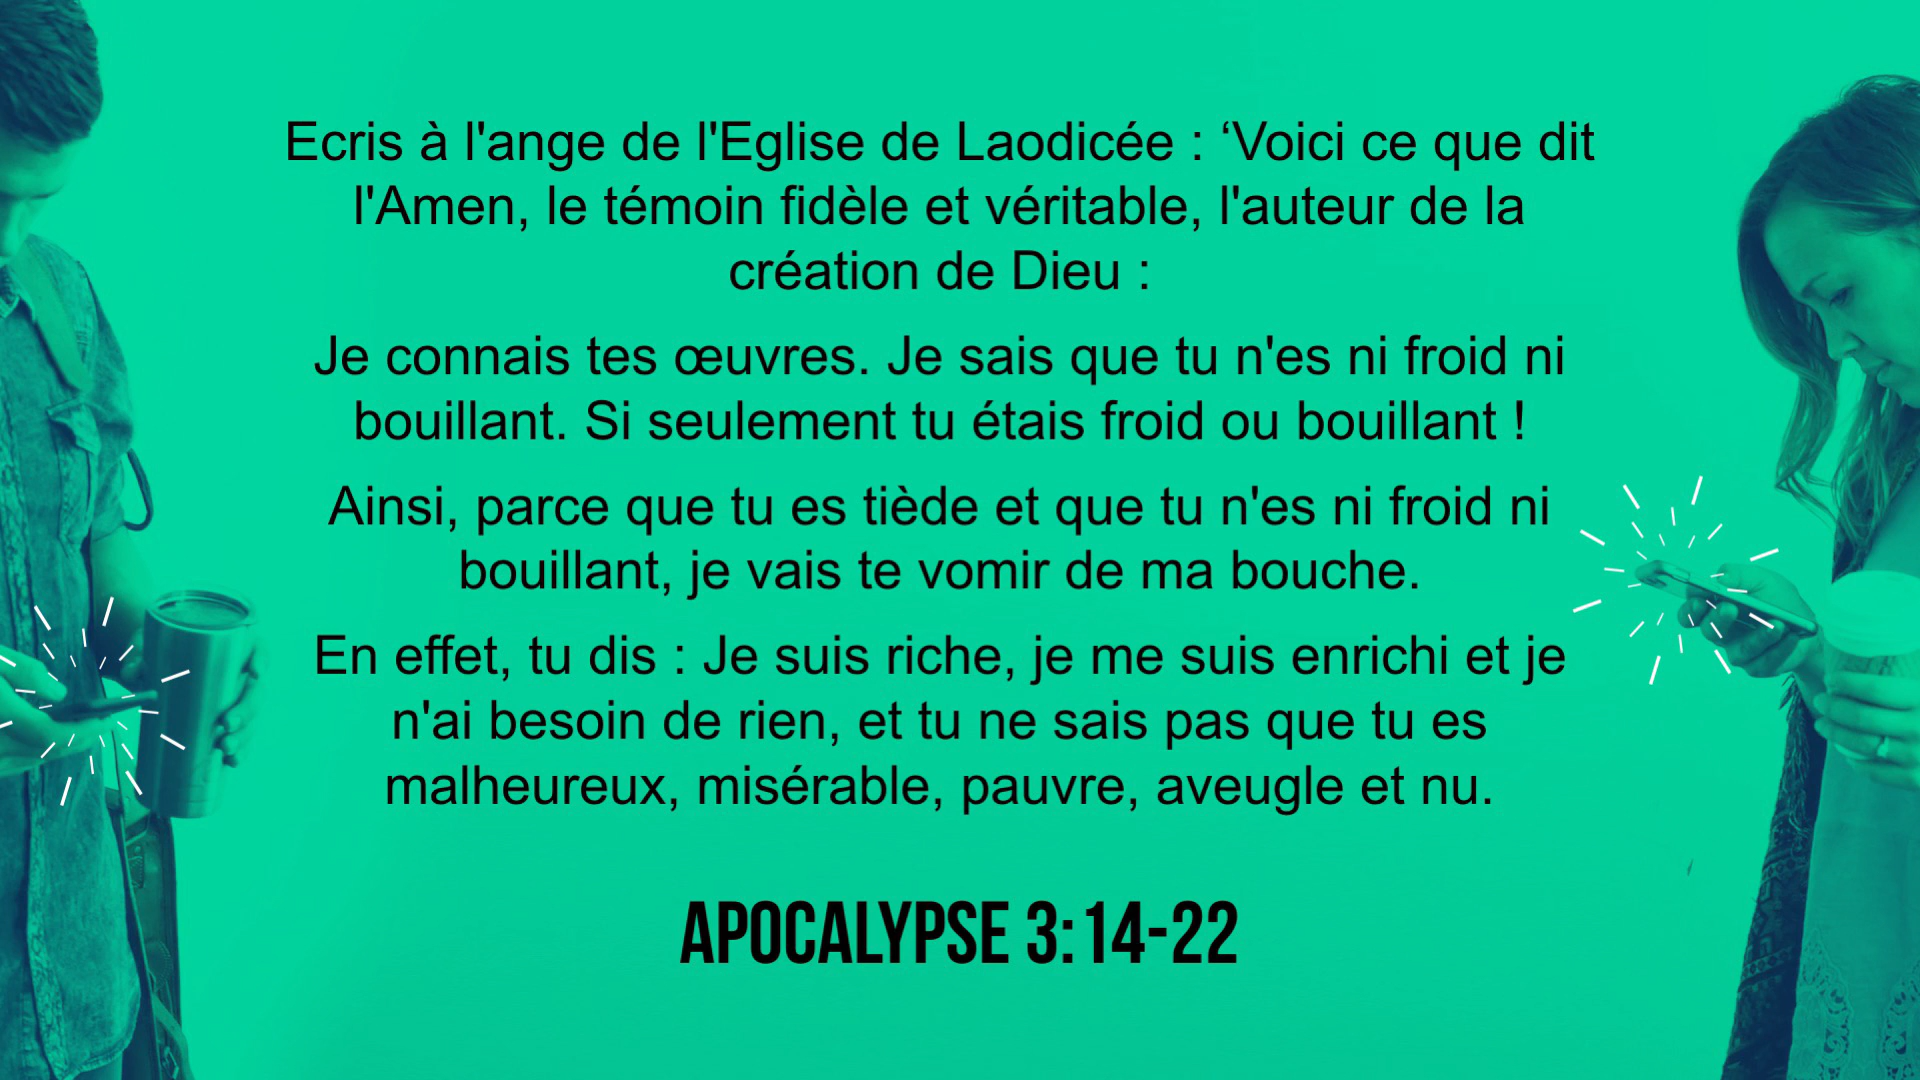 Ecris à l'ange de l'Eglise de Laodicée : ‘Voici ce que dit
l'Amen, le témoin fidèle et véritable, l'auteur de la
création de Dieu :
Je connais tes œuvres. Je sais que tu n'es ni froid ni
bouillant. Si seulement tu étais froid ou bouillant !
Ainsi, parce que tu es tiède et que tu n'es ni froid ni
bouillant, je vais te vomir de ma bouche.
En effet, tu dis : Je suis riche, je me suis enrichi et je
n'ai besoin de rien, et tu ne sais pas que tu es
malheureux, misérable, pauvre, aveugle et nu.
APOCALYPSE 3:14-22